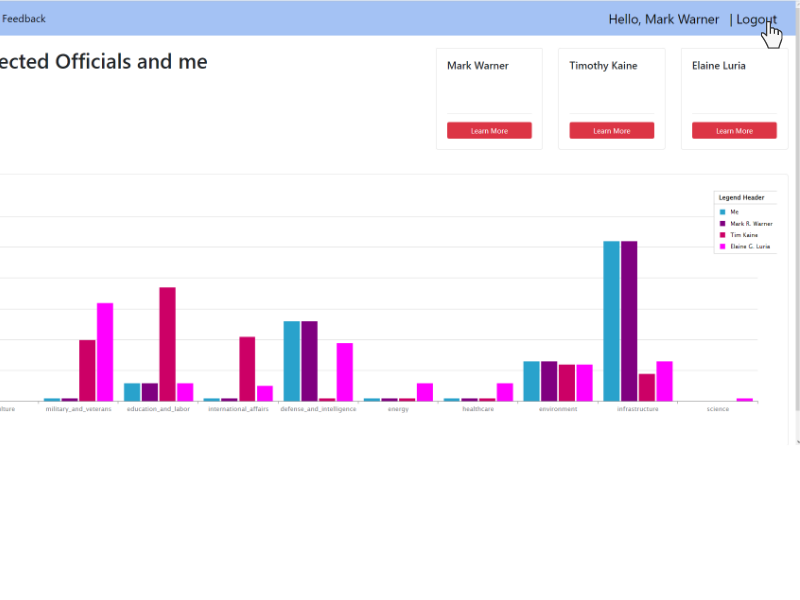 Feedback
Hello, Mark Warner | Logout
ected Officials and me
Mark Warner
Timothy Kaine
Elaine Luria
Learn More
Learn More
Learn More
Legend Header
Me
Mark R. Warner
Tim Kaine
Elaine G. Luria
lture
military_and_veterans
education_and_labor
international_affairs
defense_and_intelligence
energy
healthcare
environment
infrastructure
science